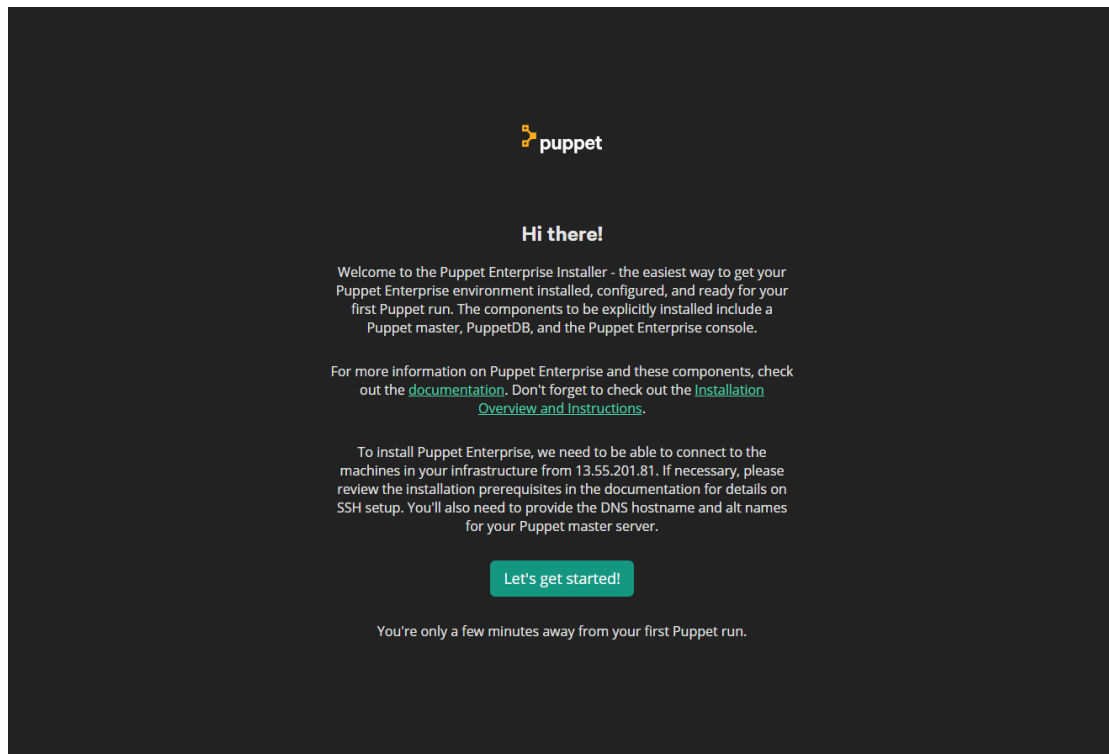 puppet
Hi there!
Welcome to the Puppet Enterprise Installer - the easiest way to get your
Puppet Enterprise environment installed, configured, and ready for your
first Puppet run. The components to be explicitly installed include a
Puppet master, PuppetDB, and the Puppet Enterprise console.
For more information on Puppet Enterprise and these components, check
out the documentation. Don't forget to check out the Installation
Overview and Instructions.
To install Puppet Enterprise, we need to be able to connect to the
machines in your infrastructure from 13.55.201.81. If necessary, please
review the installation prerequisites in the documentation for details on
SSH setup. You'll also need to provide the DNS hostname and alt names
for your Puppet master server.
Let's get started!
You're only a few minutes away from your first Puppet run.